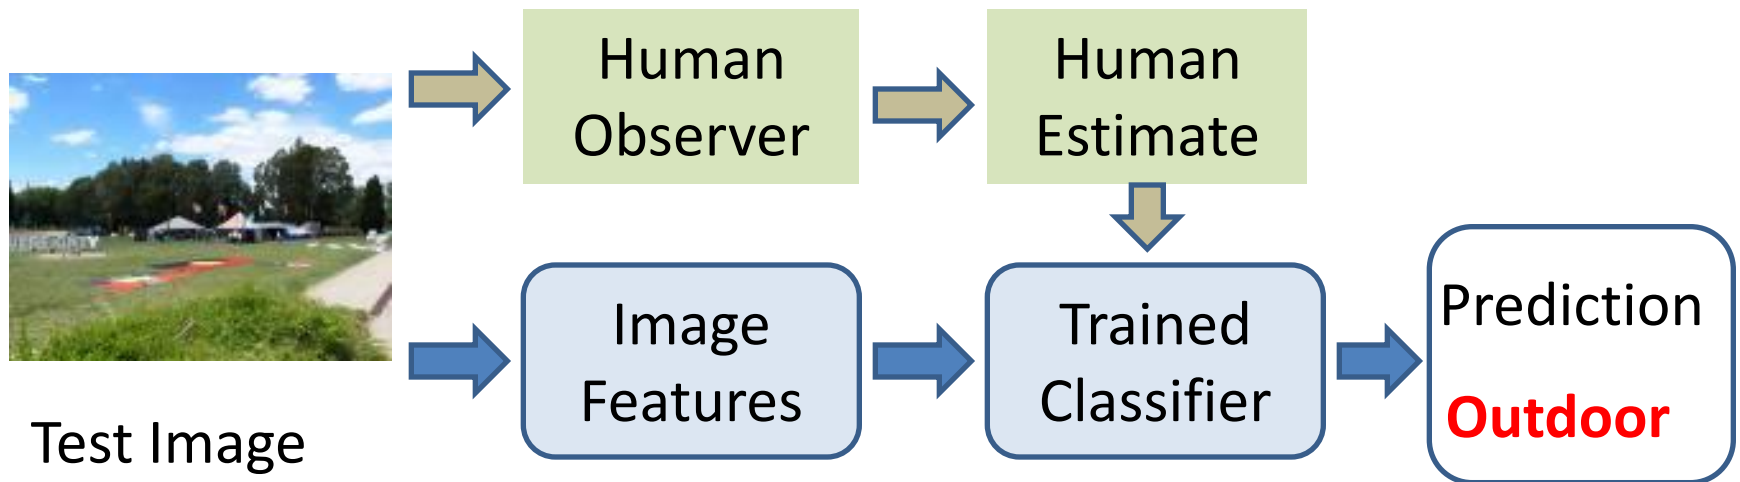 Human
Observer
Human
Estimate
Test Image
Image
Features
Trained
Classifier
Prediction
Outdoor